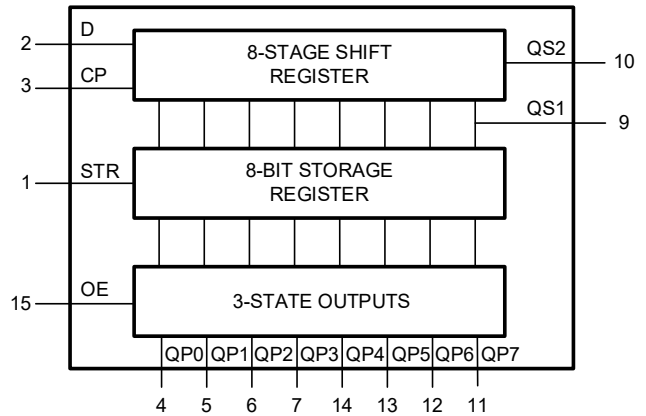 D
2
8-STAGE SHIFT
REGISTER
QS2
10
CP
3
QS1
9
STR
1
8-BIT STORAGE
REGISTER
OE
15
3-STATE OUTPUTS
QP0 QP1 QP2 QP3 QP4 QP5 QP6 QP7
4 5 6 7 14 13 12 11